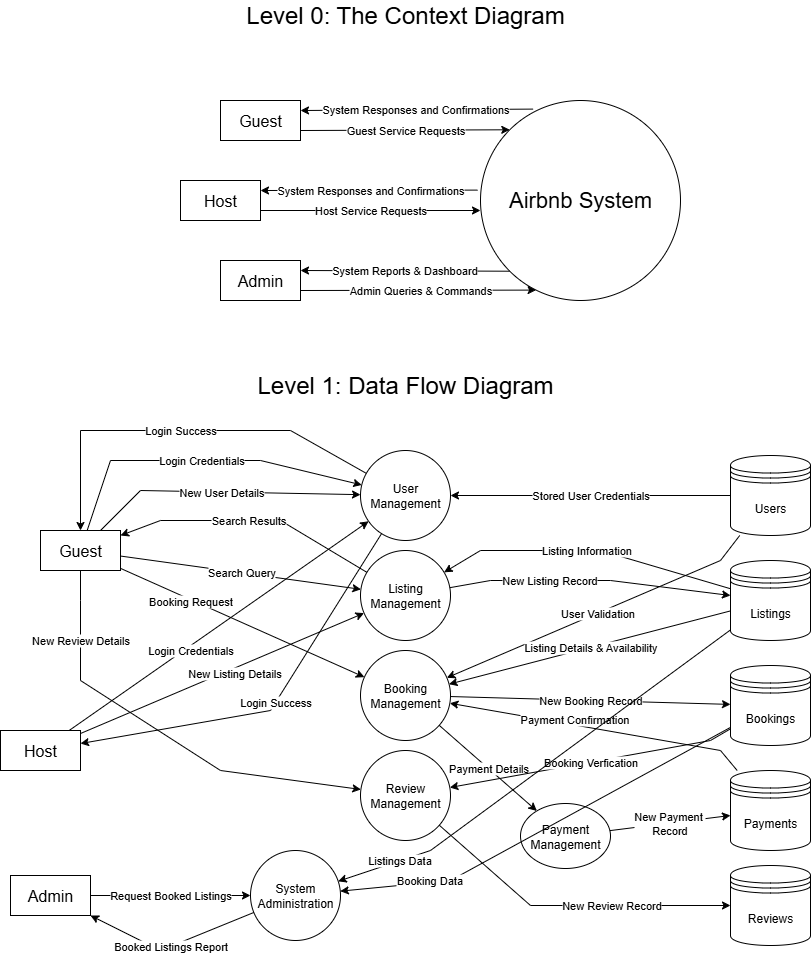 Level 0: The Context Diagram
System Responses and Confirmations
Guest
Guest Service Requests
System Responses and Confirmations
Host
Airbnb System
Host Service Requests
System Reports & Dashboard
Admin
Admin Queries & Commands
Level 1: Data Flow Diagram
Login Success
Login Credentials
New User Details
User
Management
Stored User Credentials
Users
Search Results
Guest
Search Query
Listing Information
New Listing Record
Listing
Management
Booking Request
User Validation
Listings
New Review Details
Login Credentials
Listing Details & Availability
New Listing Details
Booking
Management
Login Success
New Booking Record
Payment Confirmation
Bookings
Host
Payment Details
Booking Verfication
Review
Management
New Payment
Record
Payment
Management
Payments
Listings Data
Booking Data
Admin
Request Booked Listings
System
Administration
New Review Record
Reviews
Booked Listings Report